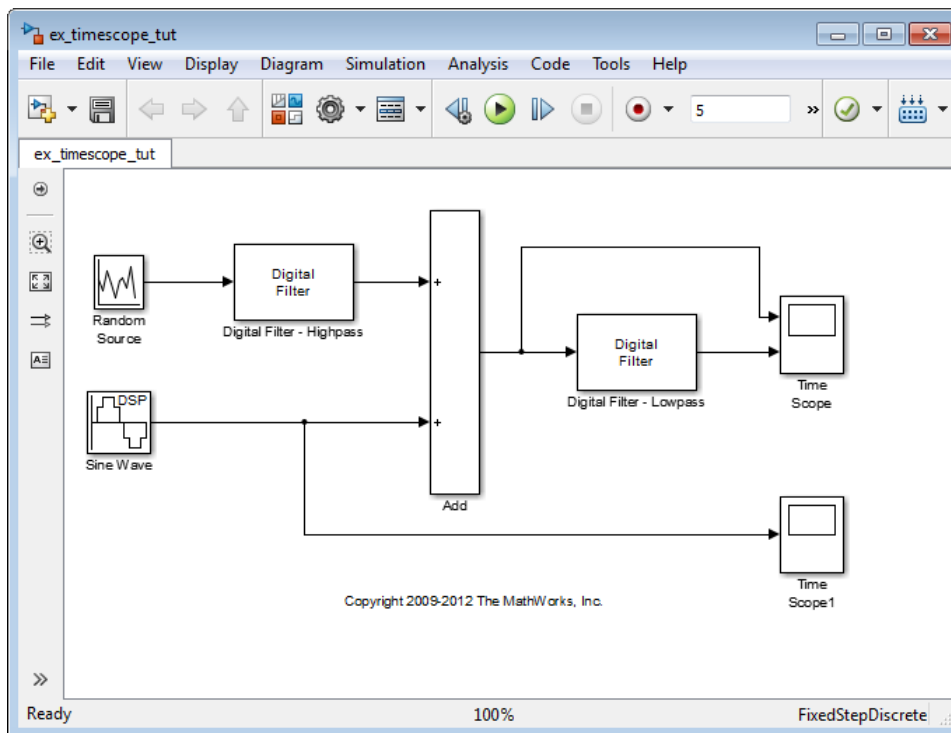 ex_timescope_tut
File Edit View Display Diagram Simulation Analysis Code Tools Help
5
»
ex_timescope_tut
Random
Source
Digital
Filter
Digital Filter - Highpass
+
DSP
Sine Wave
+
Add
Digital
Filter
Digital Filter - Lowpass
Time
Scope
Time
Scope1
Copyright 2009-2012 The MathWorks, Inc.
Ready 100% FixedStepDiscrete